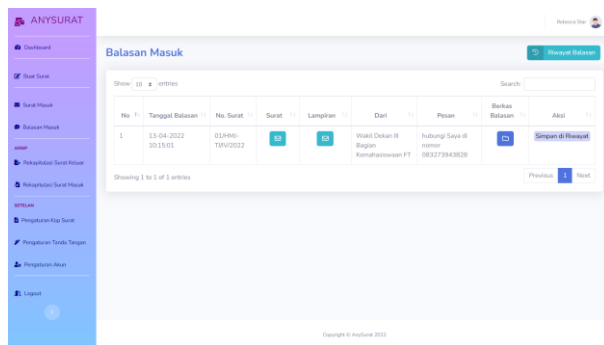 ANYSURAT
Rebecca Star
Dashboard
Balasan Masuk
Riwayat Balasan
Buat Surat
Show 10 entries
Search:
Surat Masuk
No
Tanggal Balasan
No. Surat
Surat
Lampiran
Dari
Pesan
Berkas Balasan
Aksi
Balasan Masuk
1
13-04-2022
10:15:01
01/HMJ-
TI/IV/2022
Wakil Dekan III
Bagian
Kemahasiswaan FT
hubungi Saya di
nomor
083273943828
Simpan di Riwayat
ARSIP
Rekapitulasi Surat Keluar
Rekapitulasi Surat Masuk
Showing 1 to 1 of 1 entries
Previous 1 Next
SETELAN
Pengaturan Kop Surat
Pengaturan Tanda Tangan
Pengaturan Akun
Logout
Copyright © AnySurat 2022